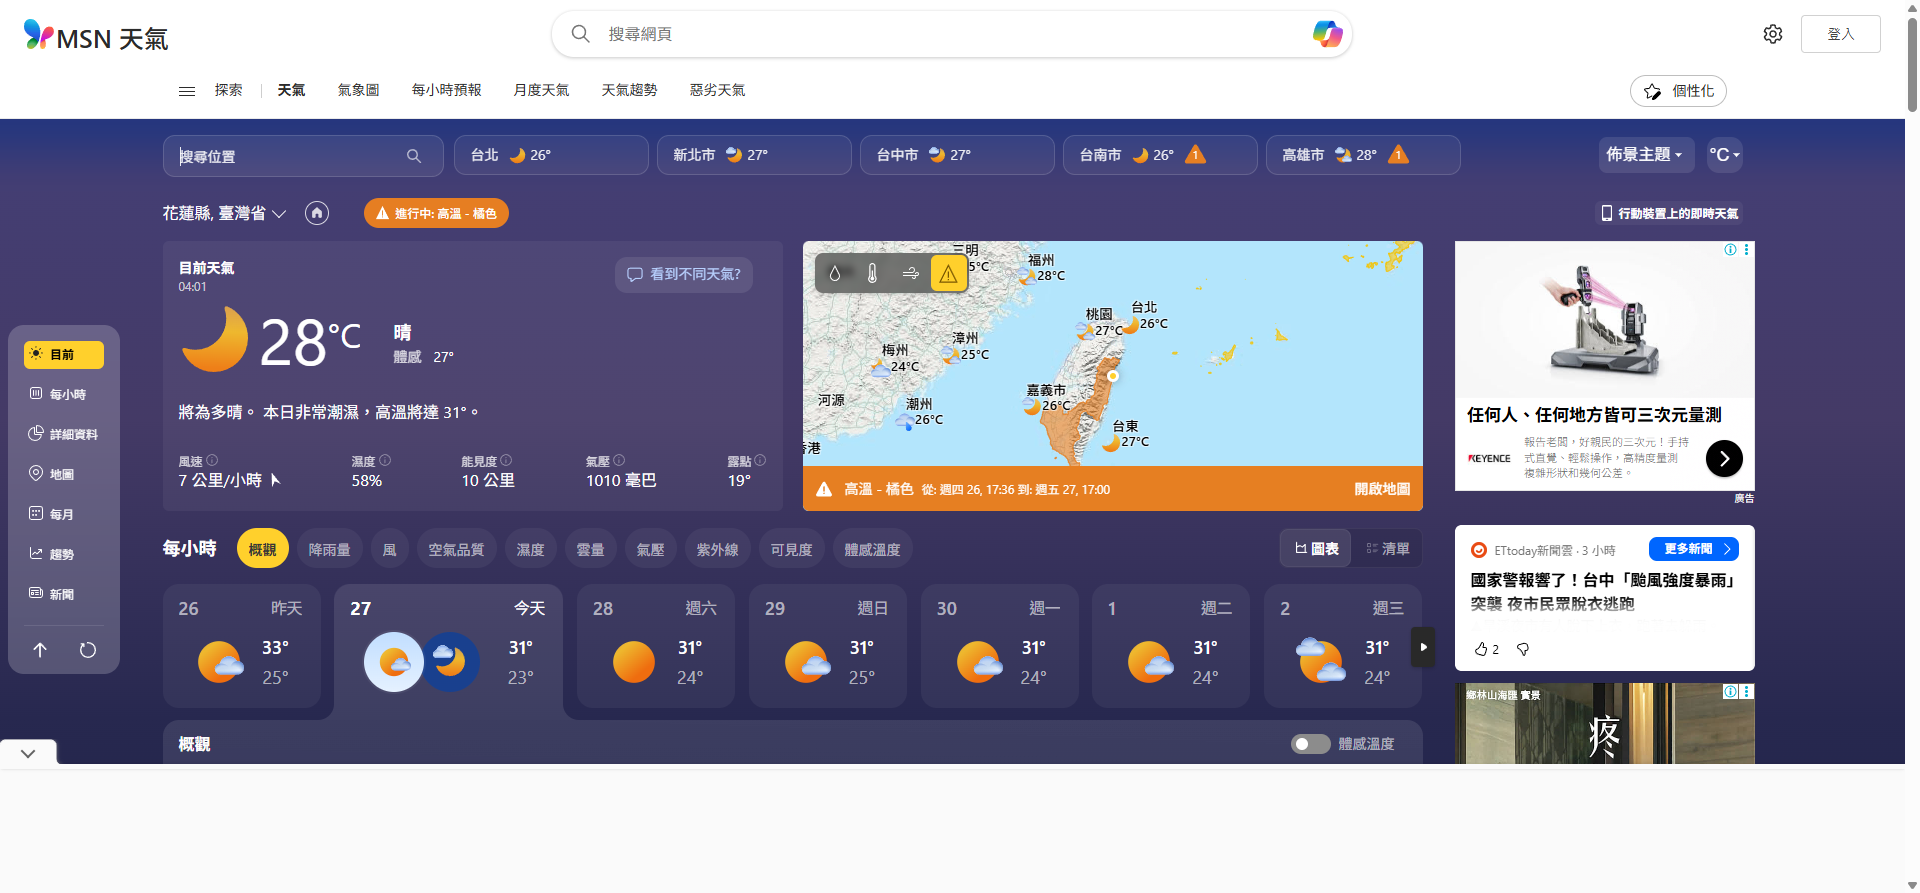 MSN 天氣
搜尋網頁
登入
探索
天氣
氣象圖
每小時預報
月度天氣
天氣趨勢
惡劣天氣
個性化
搜尋位置
台北 26°
新北市 27°
台中市 27°
台南市 26° 1
高雄市 28° 1
佈景主題
°C
花蓮縣, 臺灣省
進行中: 高溫 - 橘色
行動裝置上的即時天氣
目前天氣
04:01
看到不同天氣?
28°C
晴
體感 27°
將為多晴。 本日非常潮濕，高溫將達 31°。
風速
7 公里/小時
濕度
58%
能見度
10 公里
氣壓
1010 毫巴
露點
19°
三明
5°C
福州
28°C
台北
26°C
桃園
27°C
漳州
25°C
梅州
24°C
嘉義市
26°C
河源
潮州
26°C
台東
27°C
香港
高溫 - 橘色 從: 週四 26, 17:36 到: 週五 27, 17:00
開啟地圖
目前
每小時
詳細資料
地圖
每月
趨勢
新聞
任何人、任何地方皆可三次元量測
KEYENCE
報告老闆，好親民的三次元！手持
式直覺、輕鬆操作，高精度量測
複雜形狀和幾何公差。
廣告
每小時
概觀
降雨量
風
空氣品質
濕度
雲量
氣壓
紫外線
可見度
體感溫度
圖表
清單
26 昨天
33°
25°
27 今天
31°
23°
28 週六
31°
24°
29 週日
31°
25°
30 週一
31°
24°
1 週二
31°
24°
2 週三
31°
24°
概觀
體感溫度
ETtoday新聞雲 · 3 小時
更多新聞
國家警報響了！台中「颱風強度暴雨」
突襲 夜市民眾脫衣逃跑
2
鄉林山海匯 實景
疼